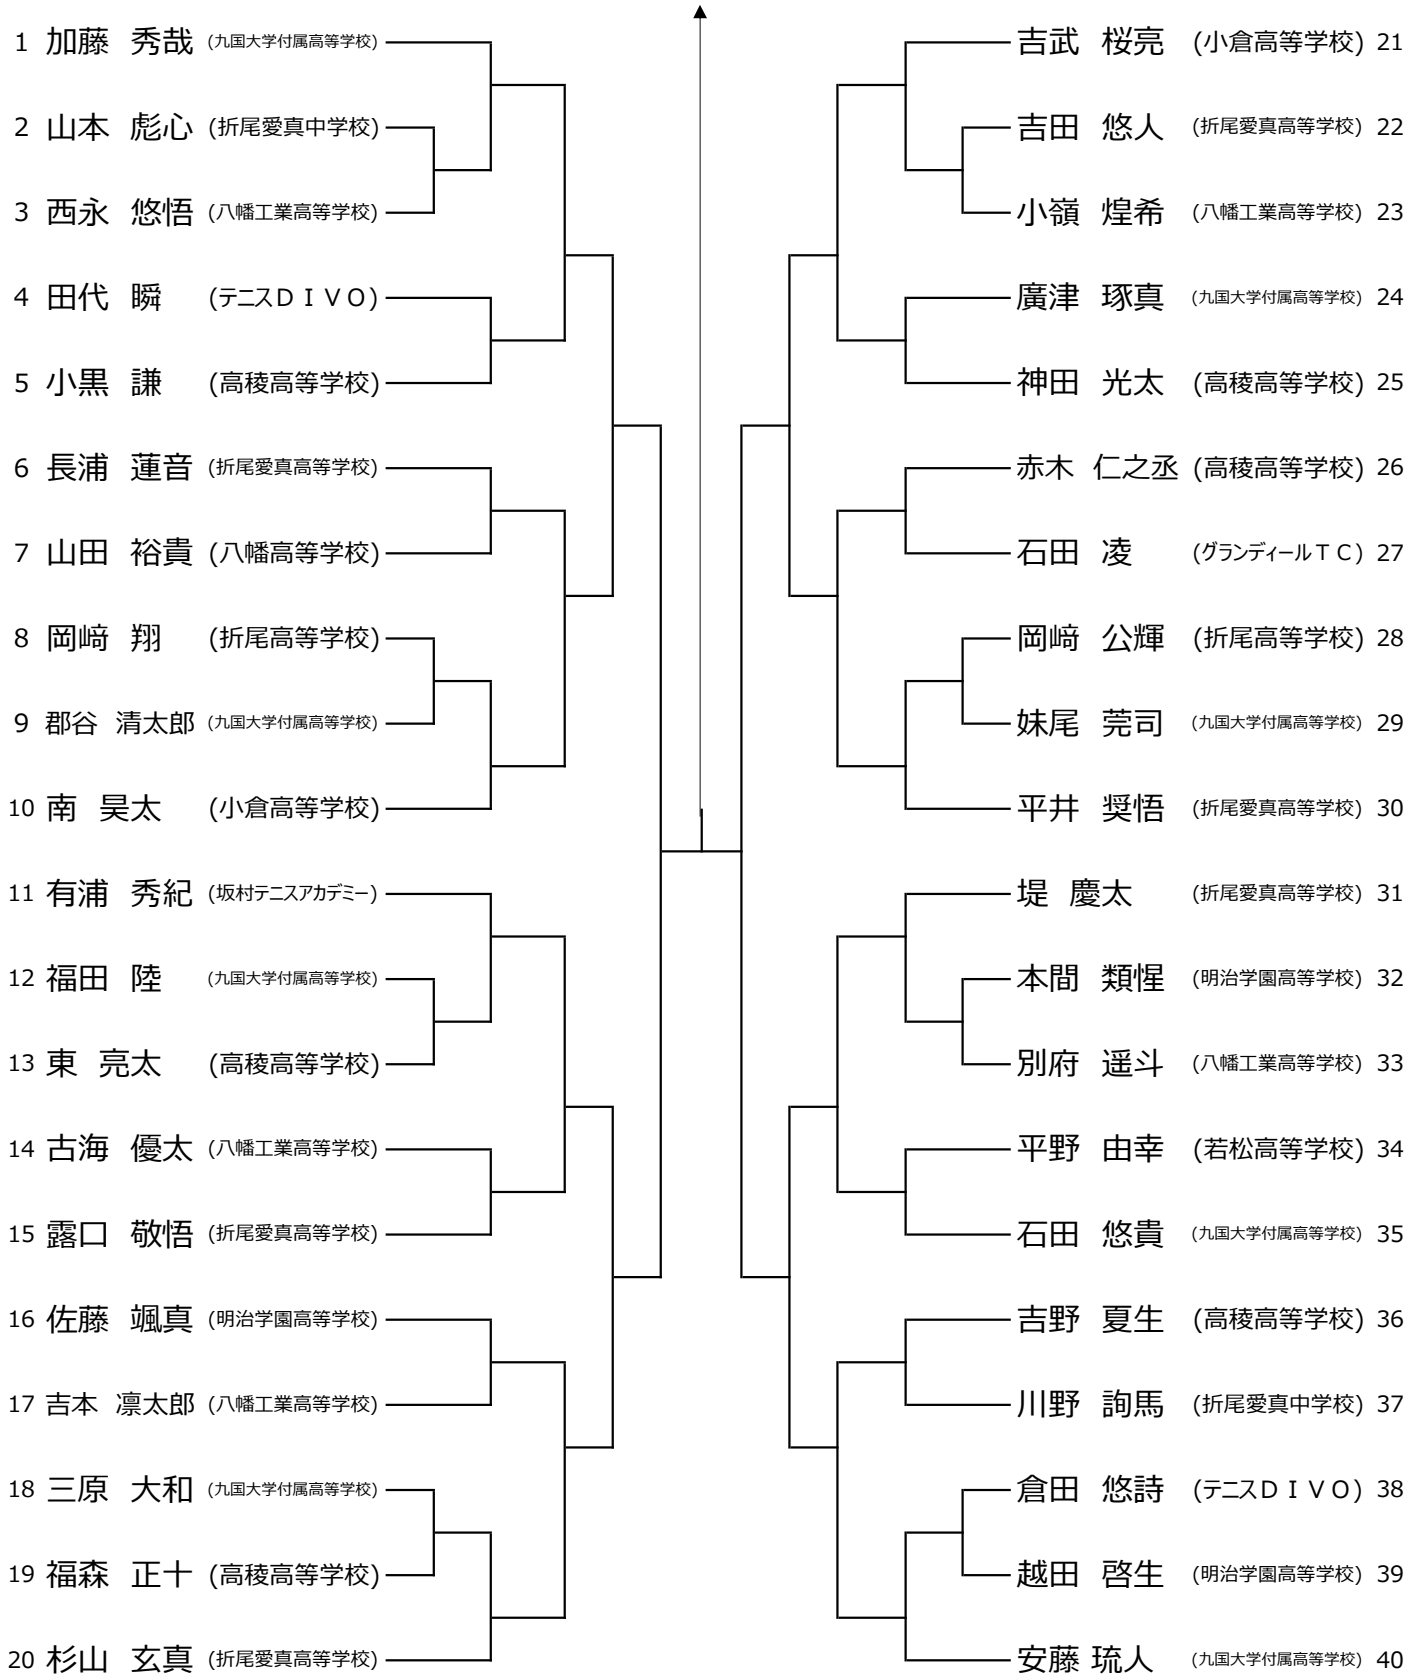 1 加藤 秀哉 (九国大学付属高等学校)
2 山本 彪心 (折尾愛真中学校)
3 西永 悠悟 (八幡工業高等学校)
4 田代 瞬 (テニスDIVO)
5 小黒 謙 (高稜高等学校)
6 長浦 蓮音 (折尾愛真高等学校)
7 山田 裕貴 (八幡高等学校)
8 岡﨑 翔 (折尾高等学校)
9 郡谷 清太郎 (九国大学付属高等学校)
10 南 昊太 (小倉高等学校)
11 有浦 秀紀 (坂村テニスアカデミー)
12 福田 陸 (九国大学付属高等学校)
13 東 亮太 (高稜高等学校)
14 古海 優太 (八幡工業高等学校)
15 露口 敬悟 (折尾愛真高等学校)
16 佐藤 颯真 (明治学園高等学校)
17 吉本 凛太郎 (八幡工業高等学校)
18 三原 大和 (九国大学付属高等学校)
19 福森 正十 (高稜高等学校)
20 杉山 玄真 (折尾愛真高等学校)
吉武 桜亮 (小倉高等学校) 21
吉田 悠人 (折尾愛真高等学校) 22
小嶺 煌希 (八幡工業高等学校) 23
廣津 琢真 (九国大学付属高等学校) 24
神田 光太 (高稜高等学校) 25
赤木 仁之丞 (高稜高等学校) 26
石田 凌 (グランディールTC) 27
岡﨑 公輝 (折尾高等学校) 28
妹尾 莞司 (九国大学付属高等学校) 29
平井 奨悟 (折尾愛真高等学校) 30
堤 慶太 (折尾愛真高等学校) 31
本間 類惺 (明治学園高等学校) 32
別府 遥斗 (八幡工業高等学校) 33
平野 由幸 (若松高等学校) 34
石田 悠貴 (九国大学付属高等学校) 35
吉野 夏生 (高稜高等学校) 36
川野 詢馬 (折尾愛真中学校) 37
倉田 悠詩 (テニスDIVO) 38
越田 啓生 (明治学園高等学校) 39
安藤 琉人 (九国大学付属高等学校) 40